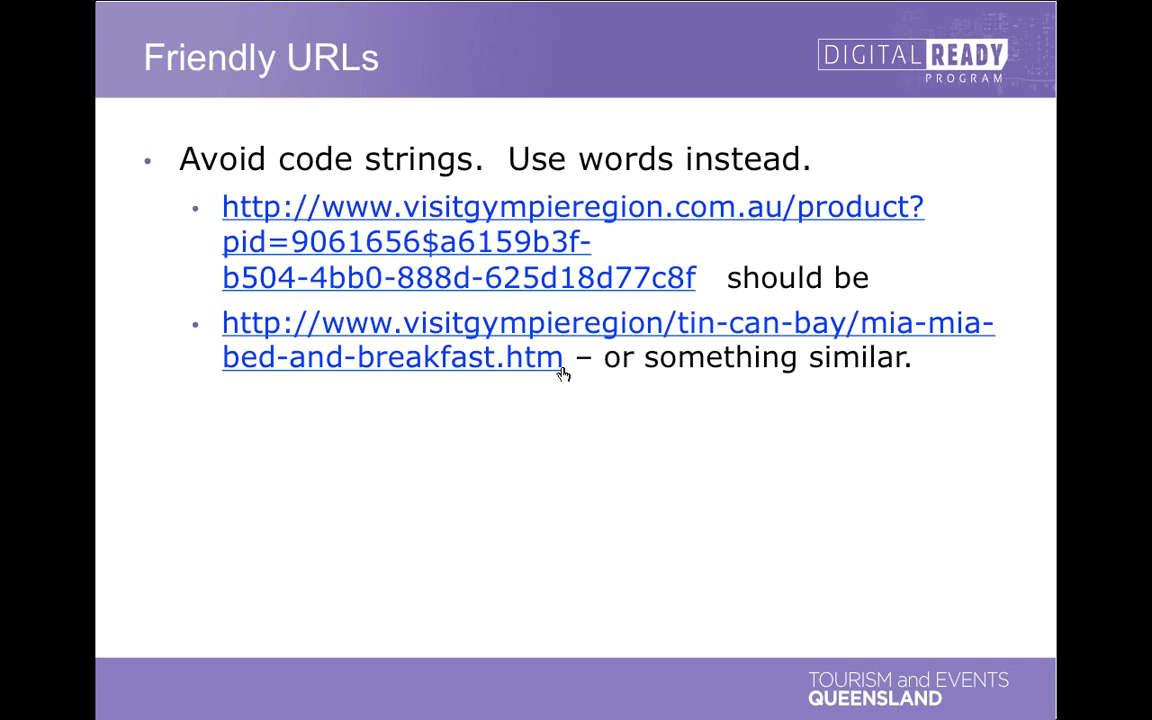 Friendly URLs
DIGITAL READY
PROGRAM
• Avoid code strings.  Use words instead.
• http://www.visitgympieregion.com.au/product?
pid=9061656$a6159b3f-
b504-4bb0-888d-625d18d77c8f   should be
• http://www.visitgympieregion/tin-can-bay/mia-mia-
bed-and-breakfast.htm – or something similar.
TOURISM and EVENTS
QUEENSLAND